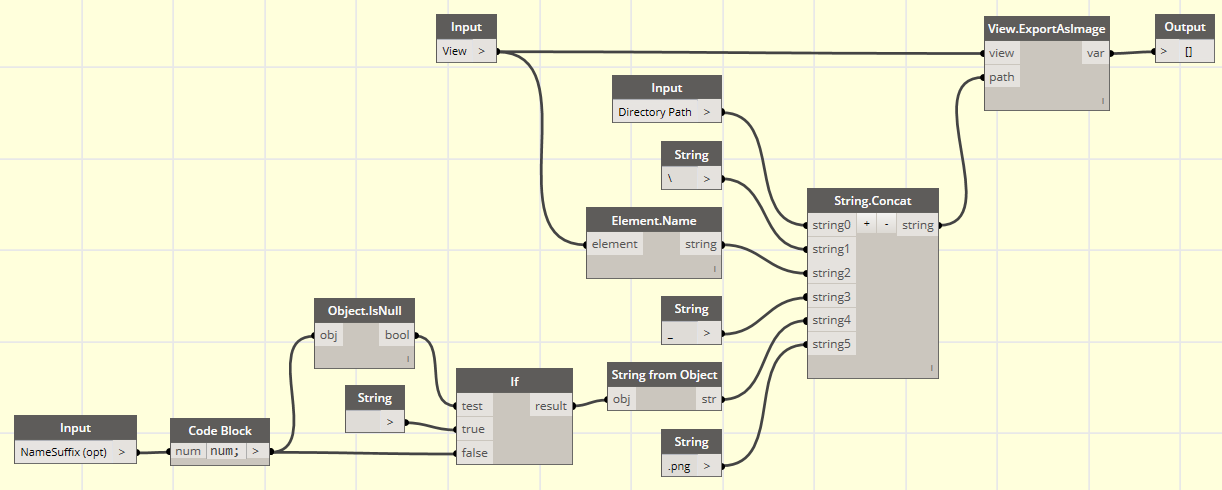 Input
View >
View.ExportAsImage
view var
path
Output
> []
Input
Directory Path >
String
\ >
Element.Name
element string
String.Concat
string0 + - string
string1
string2
string3
string4
string5
String
_ >
Object.IsNull
obj bool
String
>
If
test result
true
false
String from Object
obj str
Input
NameSuffix (opt) >
Code Block
num num; >
String
.png >